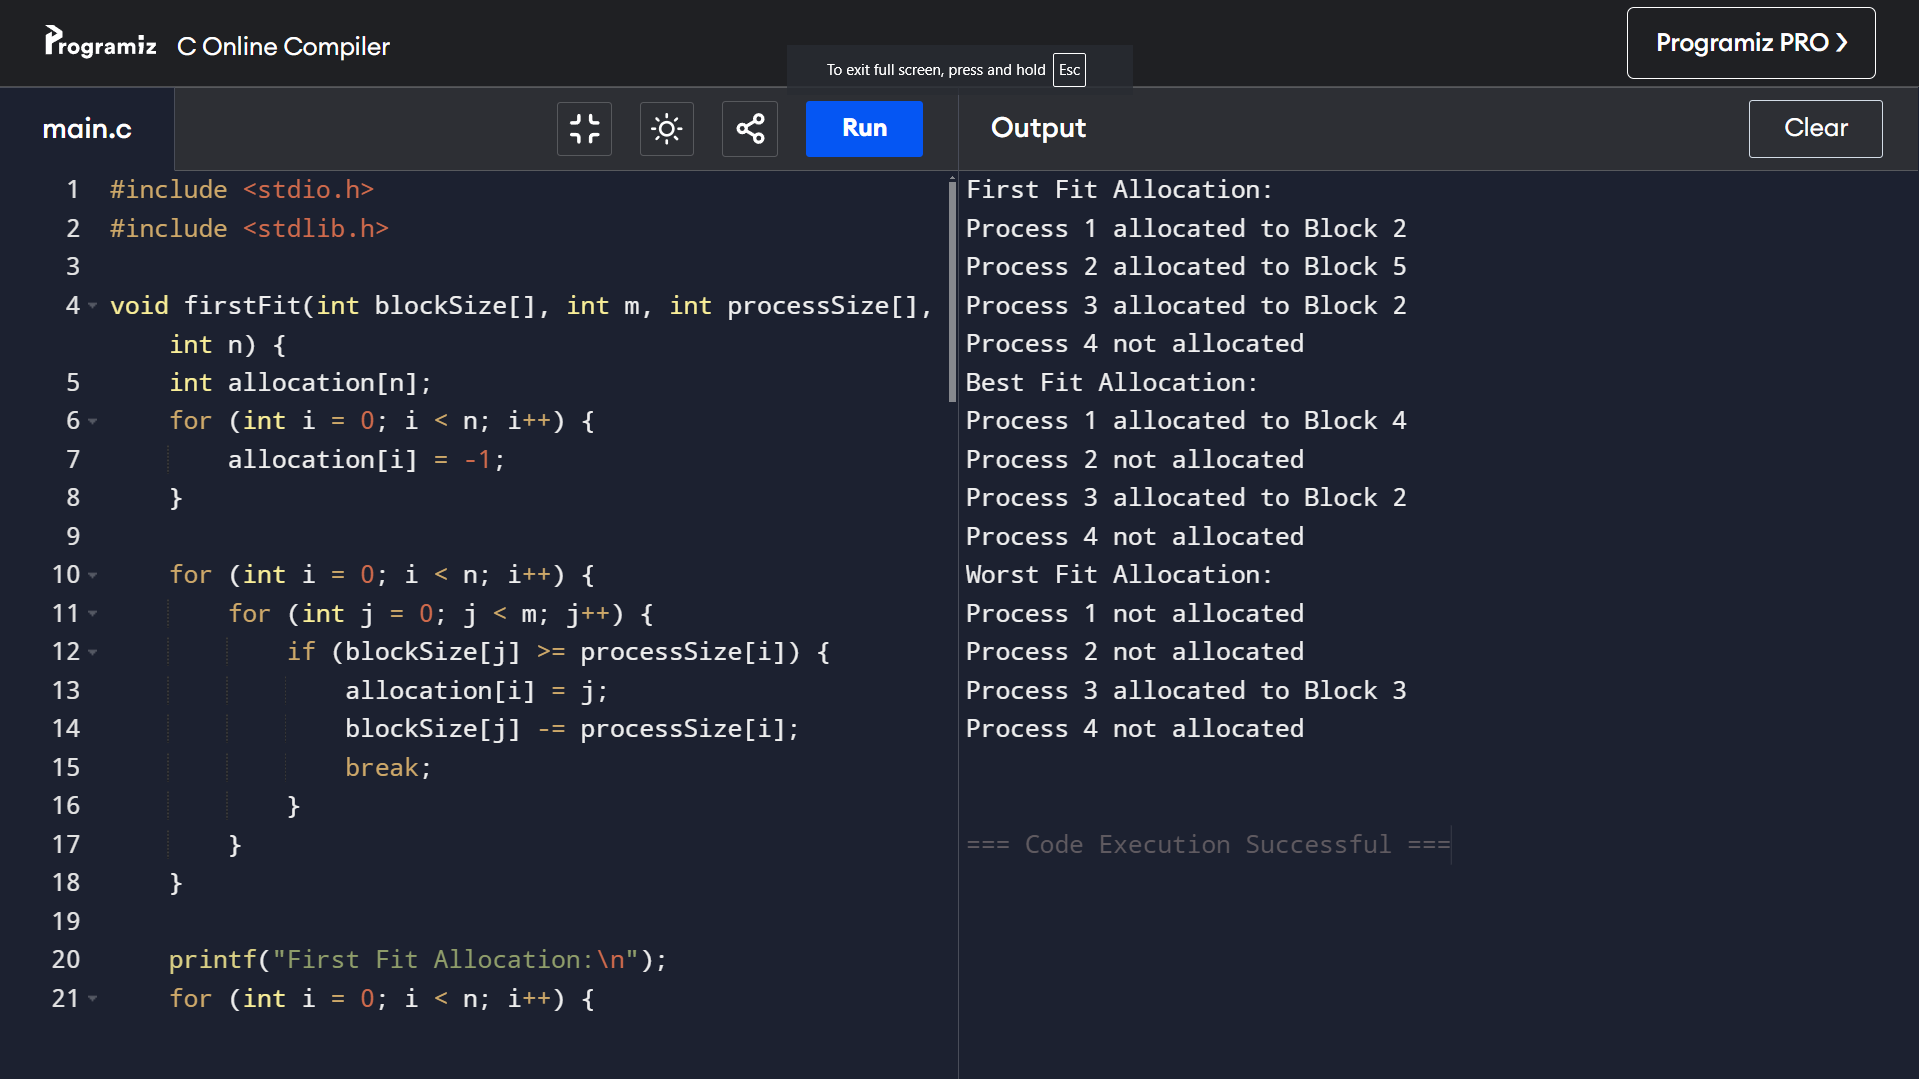 Programiz C Online Compiler
To exit full screen, press and hold Esc
Programiz PRO ❯
main.c
Run
Output
Clear
1 #include <stdio.h>
2 #include <stdlib.h>
3
4 void firstFit(int blockSize[], int m, int processSize[],
int n) {
5 int allocation[n];
6 for (int i = 0; i < n; i++) {
7 allocation[i] = -1;
8 }
9
10 for (int i = 0; i < n; i++) {
11 for (int j = 0; j < m; j++) {
12 if (blockSize[j] >= processSize[i]) {
13 allocation[i] = j;
14 blockSize[j] -= processSize[i];
15 break;
16 }
17 }
18 }
19
20 printf("First Fit Allocation:\n");
21 for (int i = 0; i < n; i++) {
First Fit Allocation:
Process 1 allocated to Block 2
Process 2 allocated to Block 5
Process 3 allocated to Block 2
Process 4 not allocated
Best Fit Allocation:
Process 1 allocated to Block 4
Process 2 not allocated
Process 3 allocated to Block 2
Process 4 not allocated
Worst Fit Allocation:
Process 1 not allocated
Process 2 not allocated
Process 3 allocated to Block 3
Process 4 not allocated
=== Code Execution Successful ===